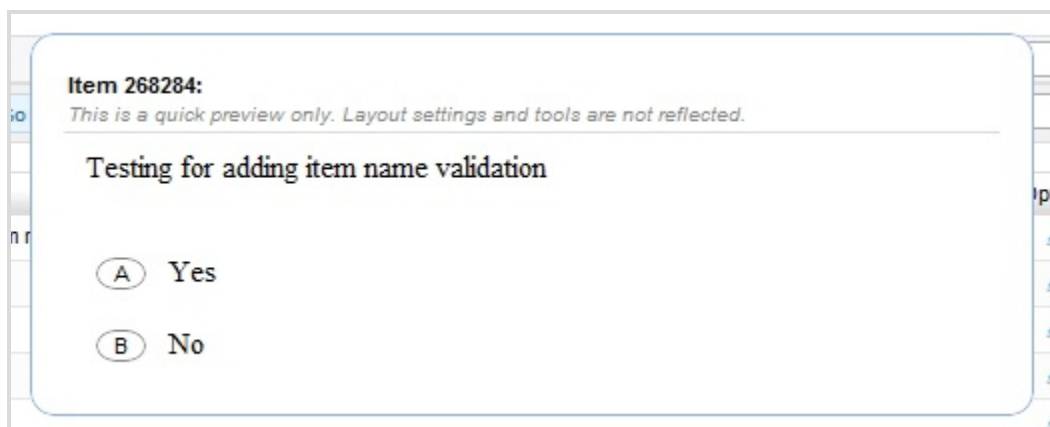 Item 268284:
This is a quick preview only. Layout settings and tools are not reflected.
Testing for adding item name validation
A Yes
B No